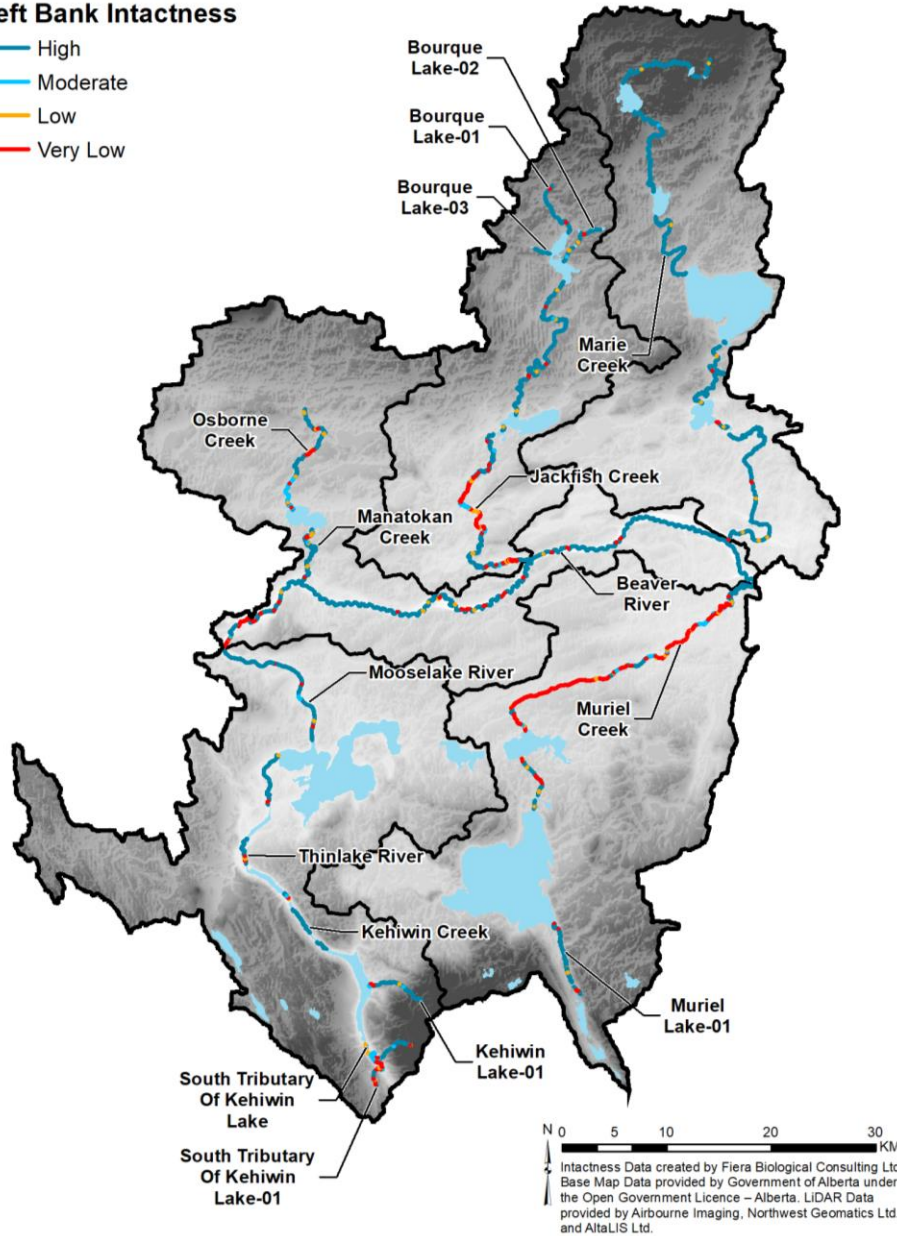 eft Bank Intactness
High
Moderate
Low
Very Low
Bourque
Lake-02
Bourque
Lake-01
Bourque
Lake-03
Marie
Creek
Osborne
Creek
Jackfish Creek
Manatokan
Creek
Beaver
River
Mooselake River
Muriel
Creek
Thinlake River
Kehiwin Creek
Muriel
Lake-01
Kehiwin
Lake-01
South Tributary
Of Kehiwin
Lake
South Tributary
Of Kehiwin
Lake-01
N 0 5 10 20 30
KM
Intactness Data created by Fiera Biological Consulting Ltd
Base Map Data provided by Government of Alberta under
the Open Government Licence – Alberta. LiDAR Data
provided by Airbourne Imaging, Northwest Geomatics Ltd.
and AltaLIS Ltd.